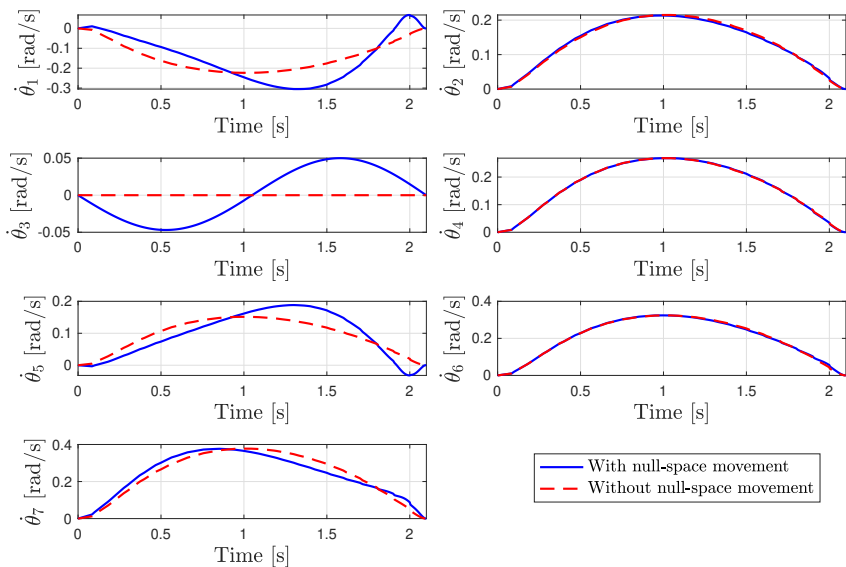 θ̇₁ [rad/s]
0
-0.1
-0.2
-0.3
0 0.5 1 1.5 2
Time [s]
θ̇₂ [rad/s]
0.2
0.1
0
0 0.5 1 1.5 2
Time [s]
θ̇₃ [rad/s]
0.05
0
-0.05
0 0.5 1 1.5 2
Time [s]
θ̇₄ [rad/s]
0.2
0.1
0
0 0.5 1 1.5 2
Time [s]
θ̇₅ [rad/s]
0.2
0.1
0
0 0.5 1 1.5 2
Time [s]
θ̇₆ [rad/s]
0.4
0.2
0
0 0.5 1 1.5 2
Time [s]
θ̇₇ [rad/s]
0.4
0.2
0
0 0.5 1 1.5 2
Time [s]
With null-space movement
Without null-space movement